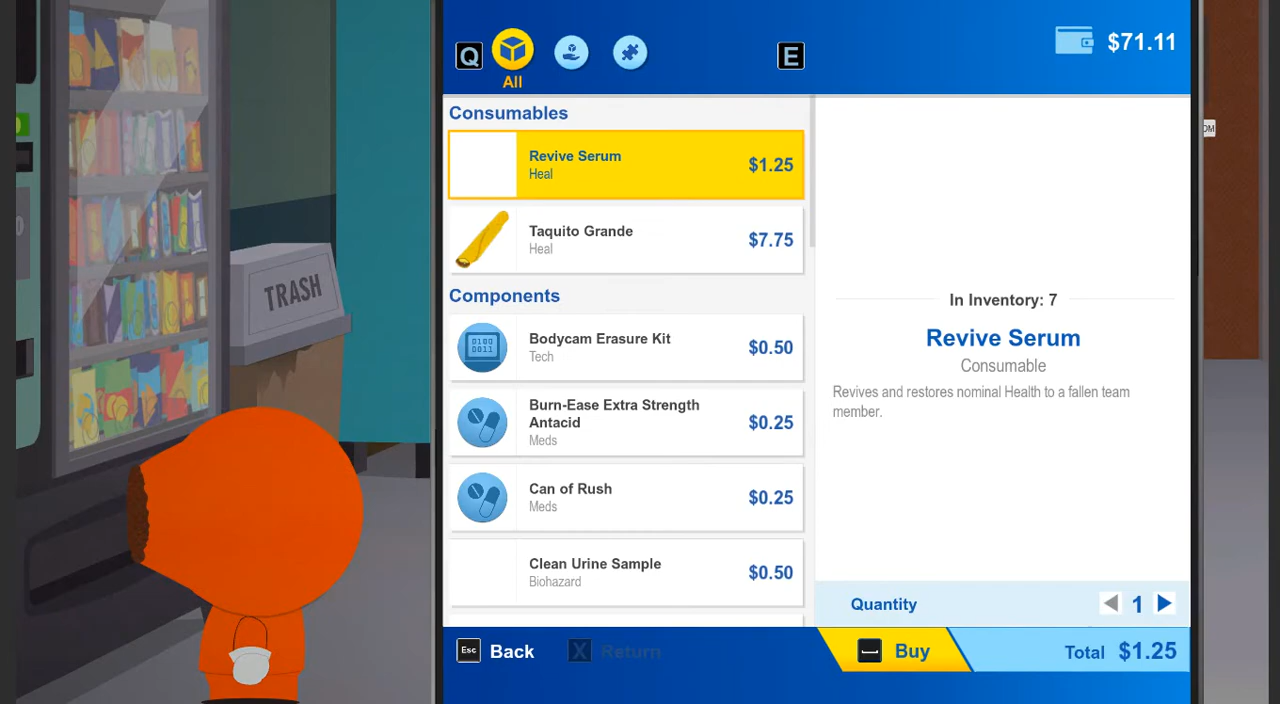 TRASH
Q
All
E
$71.11
Consumables
Revive Serum
Heal
$1.25
Taquito Grande
Heal
$7.75
Components
0100
0011
Bodycam Erasure Kit
Tech
$0.50
Burn-Ease Extra Strength
Antacid
Meds
$0.25
Can of Rush
Meds
$0.25
Clean Urine Sample
Biohazard
$0.50
In Inventory: 7
Revive Serum
Consumable
Revives and restores nominal Health to a fallen team
member.
Quantity
1
Esc Back
X Return
Buy
Total $1.25